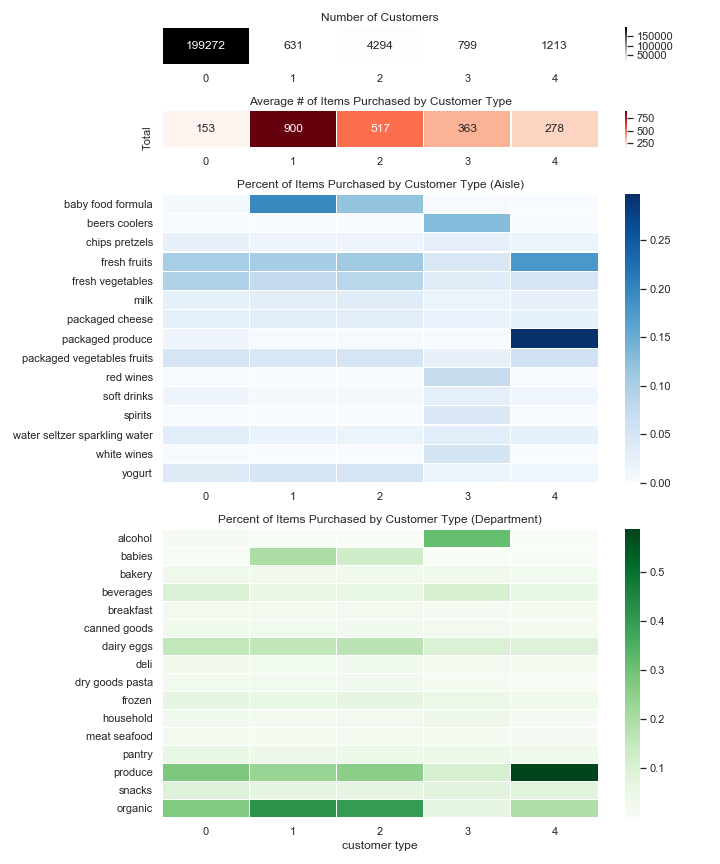 Number of Customers
199272 631 4294 799 1213
150000
100000
50000
0 1 2 3 4
Average # of Items Purchased by Customer Type
Total
153 900 517 363 278
750
500
250
0 1 2 3 4
Percent of Items Purchased by Customer Type (Aisle)
baby food formula
beers coolers
chips pretzels
fresh fruits
fresh vegetables
milk
packaged cheese
packaged produce
packaged vegetables fruits
red wines
soft drinks
spirits
water seltzer sparkling water
white wines
yogurt
0.25
0.20
0.15
0.10
0.05
0.00
0 1 2 3 4
Percent of Items Purchased by Customer Type (Department)
alcohol
babies
bakery
beverages
breakfast
canned goods
dairy eggs
deli
dry goods pasta
frozen
household
meat seafood
pantry
produce
snacks
organic
0.5
0.4
0.3
0.2
0.1
0 1 2 3 4
customer type